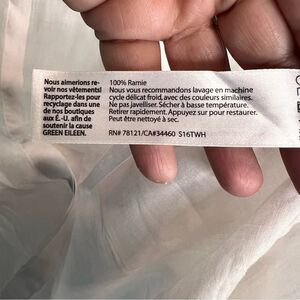 Nous aimerions re-
voir nos vêtements!
Rapportez-les pour
recyclage dans une
de nos boutiques
aux É.-U. afin de
soutenir la cause
GREEN EILEEN.
100% Ramie
Nous vous recommandons lavage en machine
cycle délicat froid, avec des couleurs similaires.
Ne pas javelliser. Sécher à basse température.
Retirer rapidement. Appuyez sur pour restaurer.
Peut être nettoyé à sec.
RN# 78121/CA#34460 S16TWH